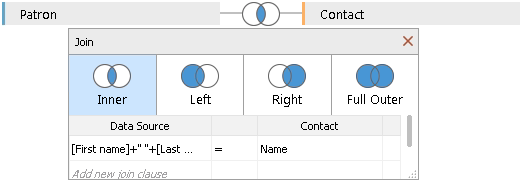 Patron Contact
Join
Inner Left Right Full Outer
Data Source Contact
[First name]+" "+[Last ... = Name
Add new join clause